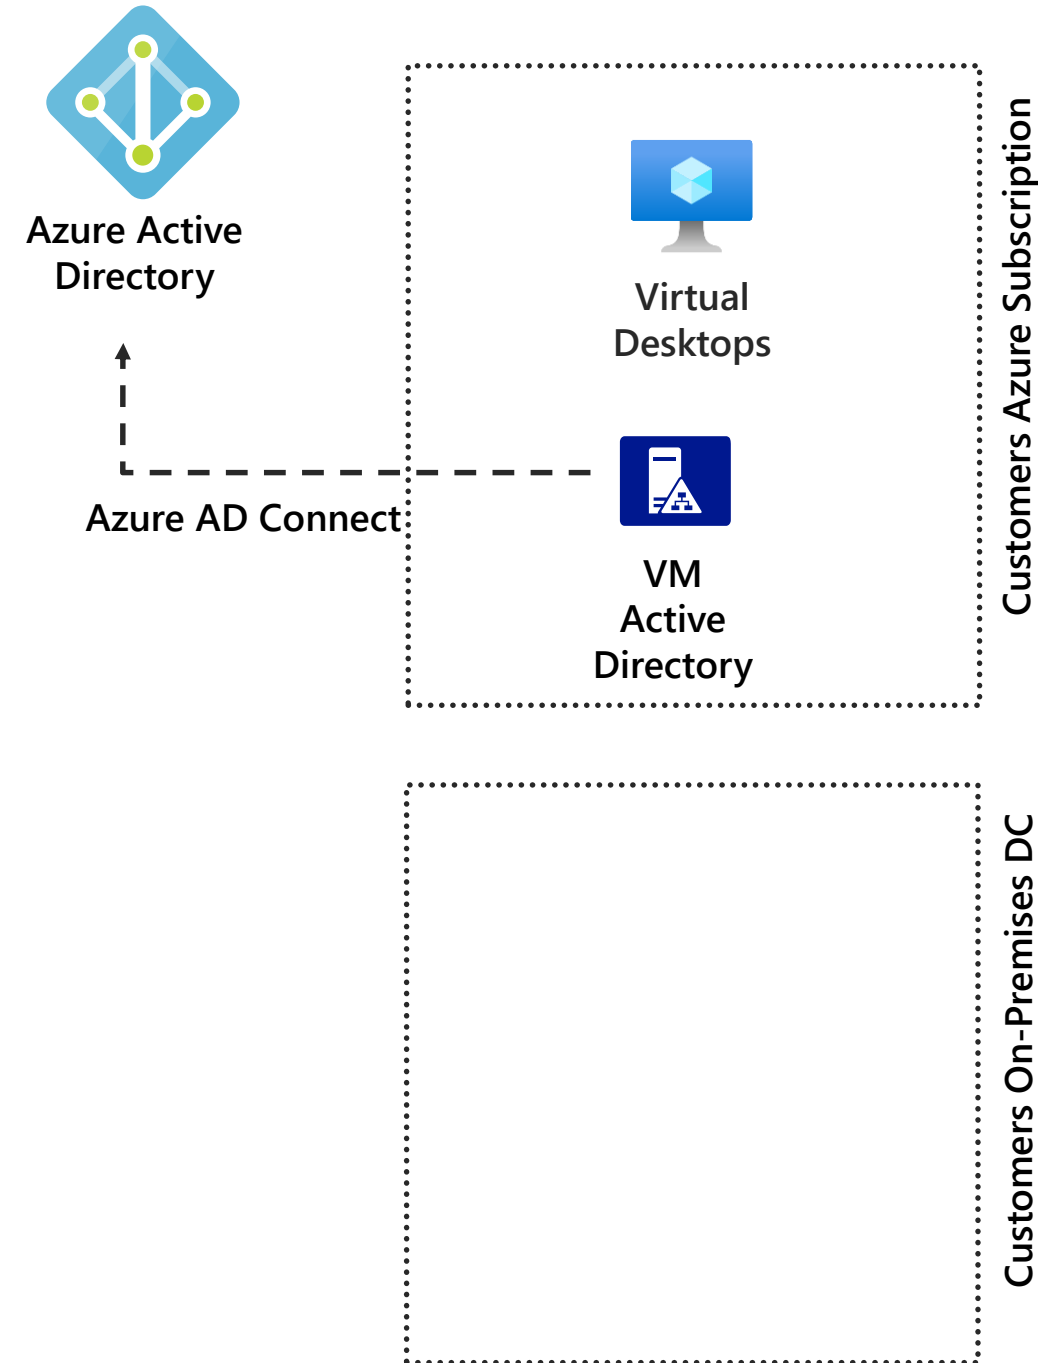 Azure Active
Directory
Virtual
Desktops
Customers Azure Subscription
Azure AD Connect
VM
Active
Directory
Customers On-Premises DC